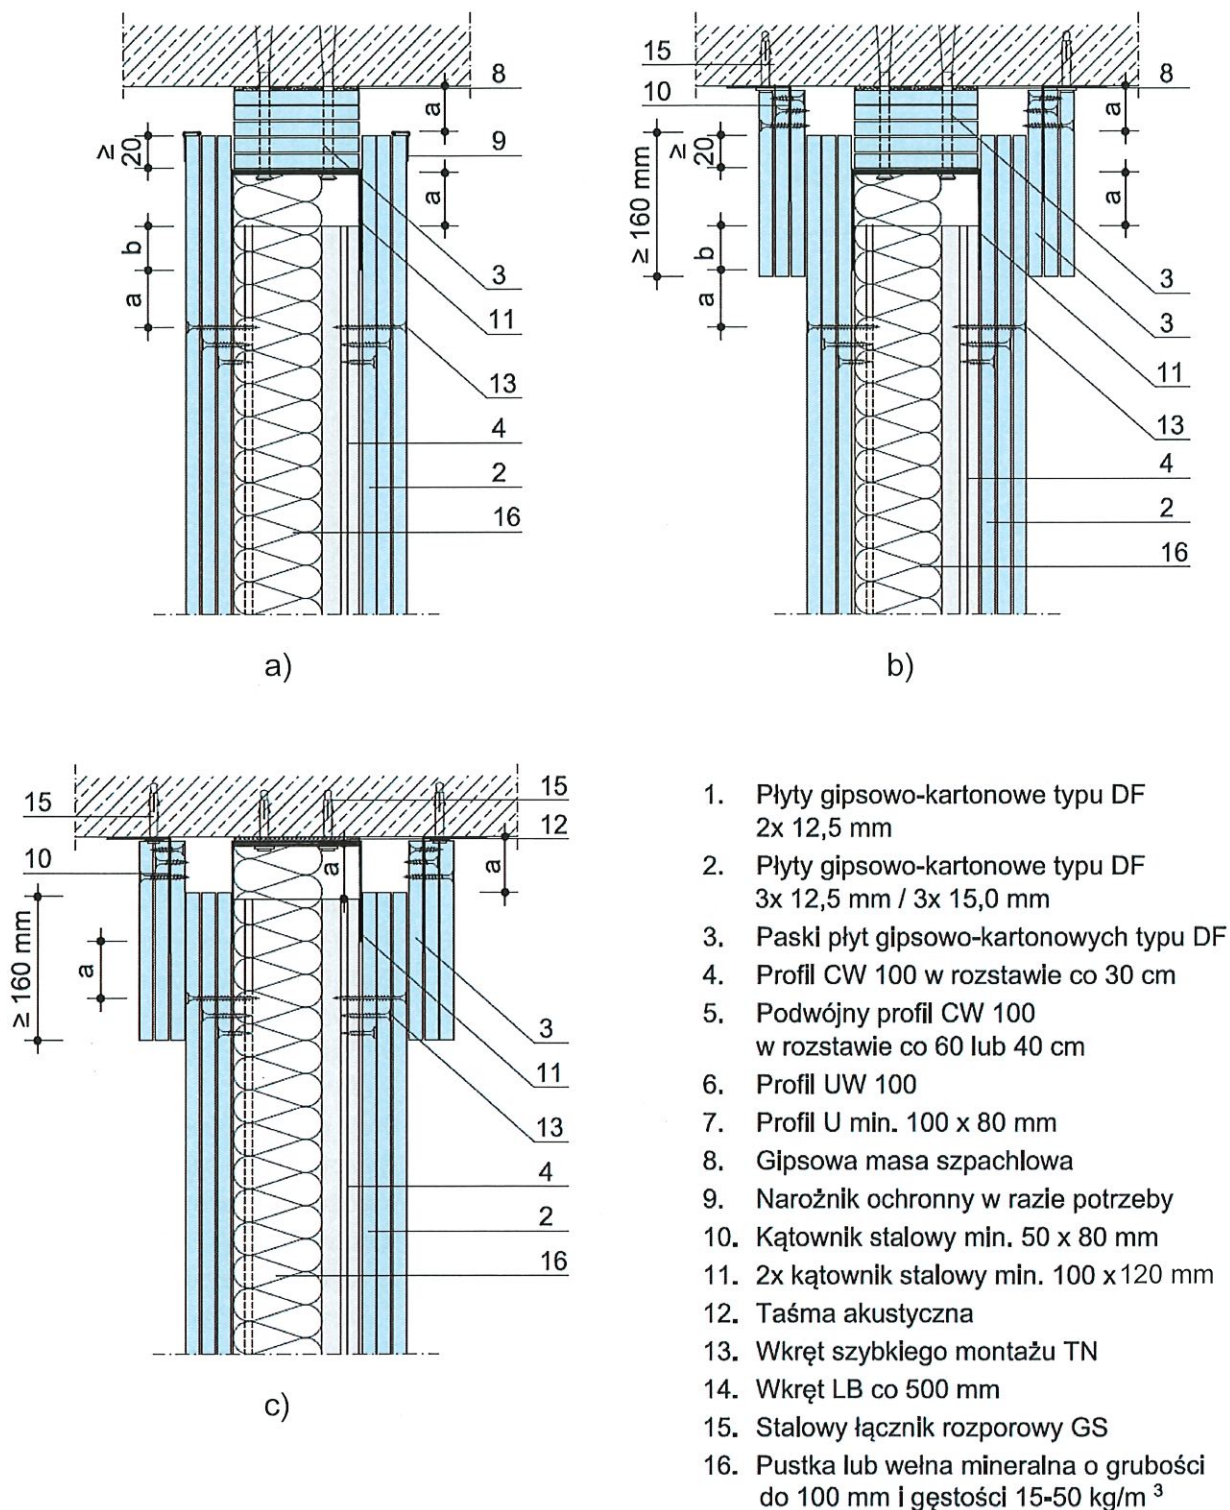 8
a
9
≥ 20
a
b
a
3
11
13
4
2
16
a)
15
10
8
a
≥ 20
≥ 160 mm
a
b
a
3
3
11
13
4
2
16
b)
15
15
12
10
a
a
≥ 160 mm
a
3
11
13
4
2
16
c)
1. Płyty gipsowo-kartonowe typu DF
2x 12,5 mm
2. Płyty gipsowo-kartonowe typu DF
3x 12,5 mm / 3x 15,0 mm
3. Paski płyt gipsowo-kartonowych typu DF
4. Profil CW 100 w rozstawie co 30 cm
5. Podwójny profil CW 100
w rozstawie co 60 lub 40 cm
6. Profil UW 100
7. Profil U min. 100 x 80 mm
8. Gipsowa masa szpachlowa
9. Narożnik ochronny w razie potrzeby
10. Kątownik stalowy min. 50 x 80 mm
11. 2x kątownik stalowy min. 100 x 120 mm
12. Taśma akustyczna
13. Wkręt szybkiego montażu TN
14. Wkręt LB co 500 mm
15. Stalowy łącznik rozporowy GS
16. Pustka lub wełna mineralna o grubości
do 100 mm i gęstości 15-50 kg/m ³